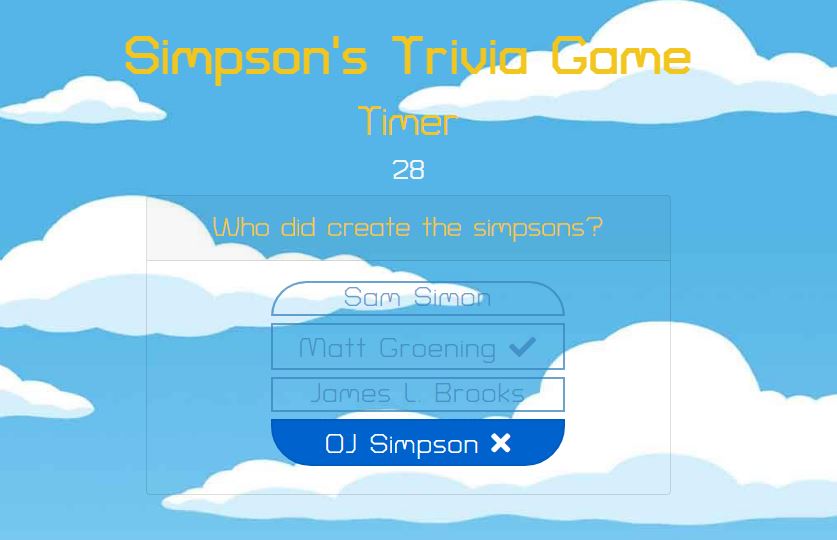 Simpson's Trivia Game
Timer
28
Who did create the simpsons?
Sam Simon
Matt Groening
James L. Brooks
OJ Simpson